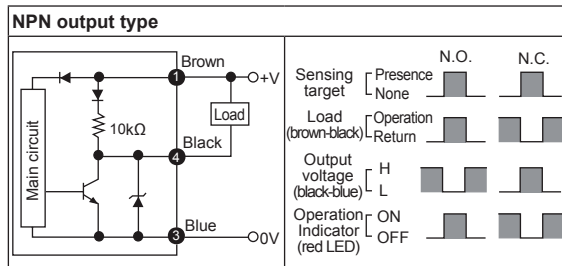 NPN output type
Main circuit
10kΩ
1
Brown
+V
Load
4
Black
3
Blue
0V
N.O.
N.C.
Sensing
target
Presence
None
Load
(brown-black)
Operation
Return
Output
voltage
(black-blue)
H
L
Operation
Indicator
(red LED)
ON
OFF